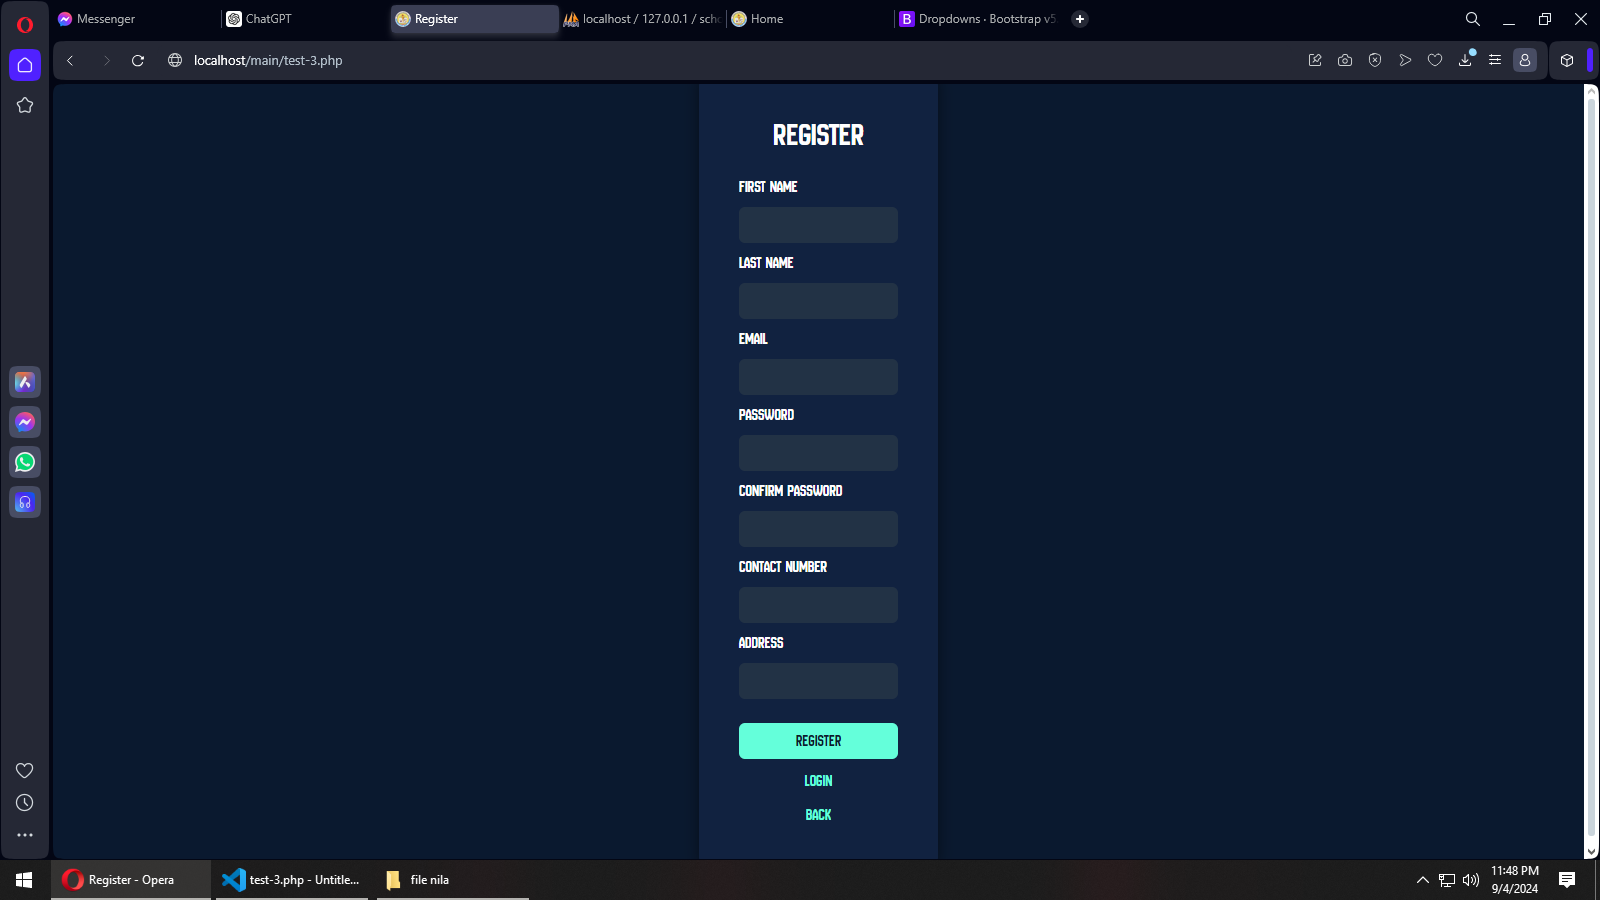 Messenger
ChatGPT
Register
localhost / 127.0.0.1 / scho
Home
Dropdowns · Bootstrap v5
localhost/main/test-3.php
REGISTER
FIRST NAME
LAST NAME
EMAIL
PASSWORD
CONFIRM PASSWORD
CONTACT NUMBER
ADDRESS
REGISTER
LOGIN
BACK
Register - Opera
test-3.php - Untitle...
file nila
11:48 PM
9/4/2024